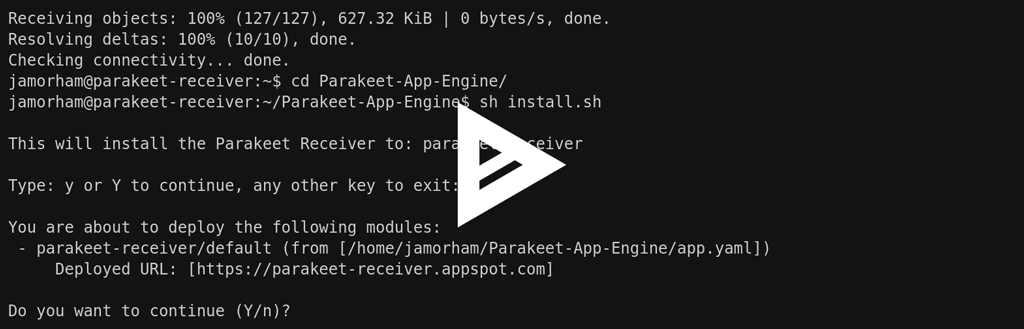 Receiving objects: 100% (127/127), 627.32 KiB | 0 bytes/s, done.
Resolving deltas: 100% (10/10), done.
Checking connectivity... done.
jamorham@parakeet-receiver:~$ cd Parakeet-App-Engine/
jamorham@parakeet-receiver:~/Parakeet-App-Engine$ sh install.sh
This will install the Parakeet Receiver to: parakeet-receiver
Type: y or Y to continue, any other key to exit:
You are about to deploy the following modules:
- parakeet-receiver/default (from [/home/jamorham/Parakeet-App-Engine/app.yaml])
Deployed URL: [https://parakeet-receiver.appspot.com]
Do you want to continue (Y/n)?